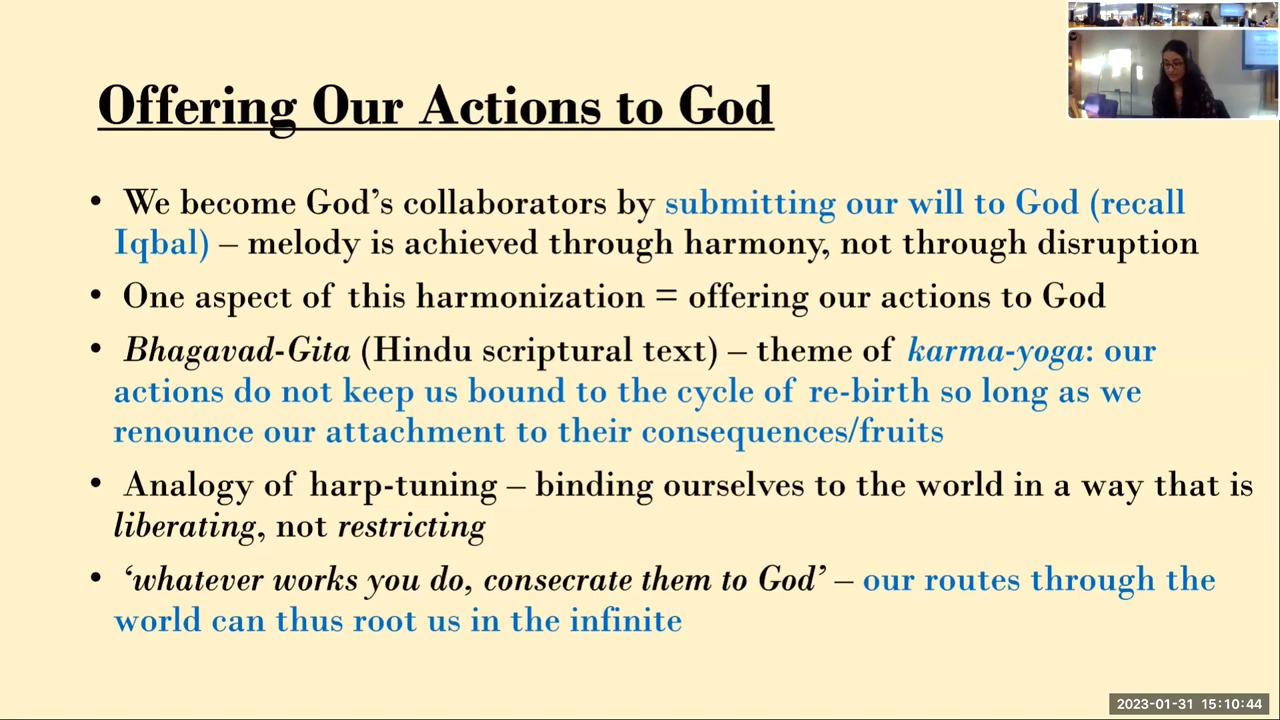 Offering Our Actions to God
• We become God’s collaborators by submitting our will to God (recall
Iqbal) – melody is achieved through harmony, not through disruption
• One aspect of this harmonization = offering our actions to God
• Bhagavad-Gita (Hindu scriptural text) – theme of karma-yoga: our
actions do not keep us bound to the cycle of re-birth so long as we
renounce our attachment to their consequences/fruits
• Analogy of harp-tuning – binding ourselves to the world in a way that is
liberating, not restricting
• ‘whatever works you do, consecrate them to God’ – our routes through the
world can thus root us in the infinite
2023-01-31 15:10:44